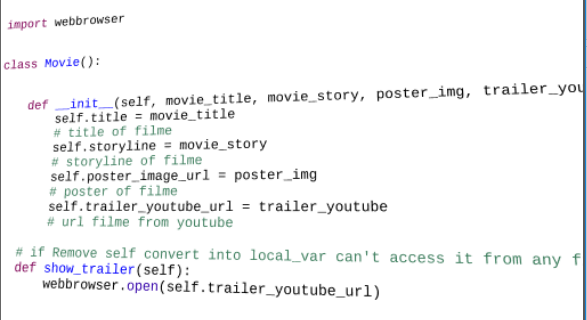 import webbrowser
class Movie():
def __init__(self, movie_title, movie_story, poster_img, trailer_you
self.title = movie_title
# title of filme
self.storyline = movie_story
# storyline of filme
self.poster_image_url = poster_img
# poster of filme
self.trailer_youtube_url = trailer_youtube
# url filme from youtube
# if Remove self convert into local_var can't access it from any f
def show_trailer(self):
webbrowser.open(self.trailer_youtube_url)